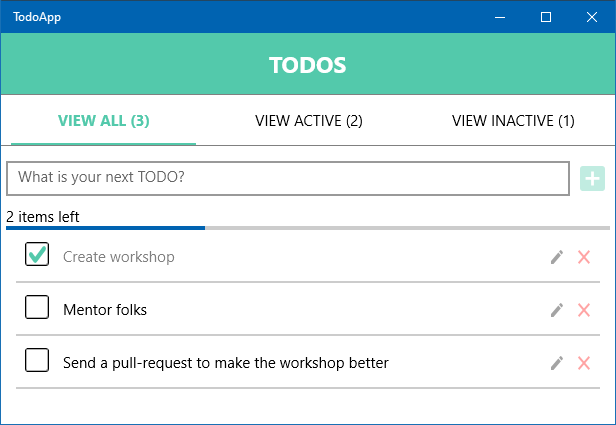 TodoApp
TODOS
VIEW ALL (3)
VIEW ACTIVE (2)
VIEW INACTIVE (1)
What is your next TODO?
2 items left
Create workshop
Mentor folks
Send a pull-request to make the workshop better